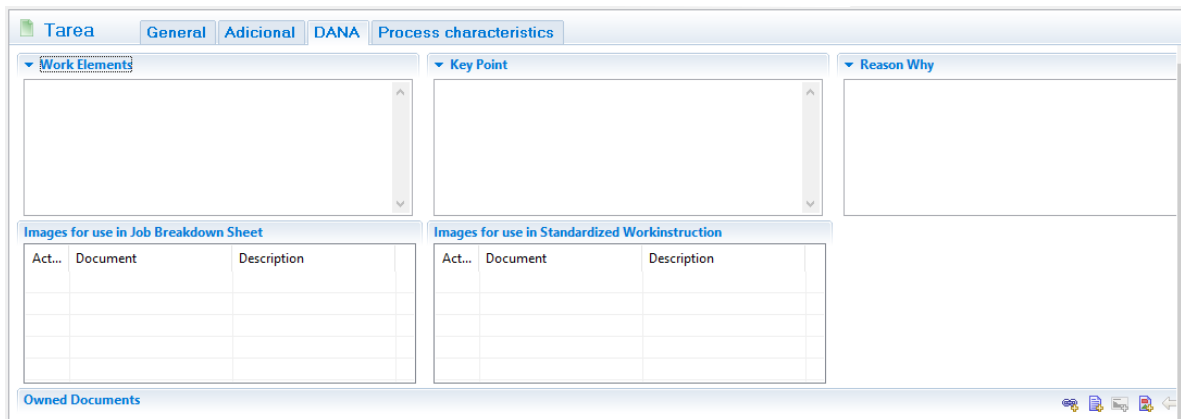 Tarea General Adicional DANA Process characteristics
Work Elements Key Point Reason Why
Images for use in Job Breakdown Sheet Images for use in Standardized Workinstruction
Act... Document Description Act... Document Description
Owned Documents